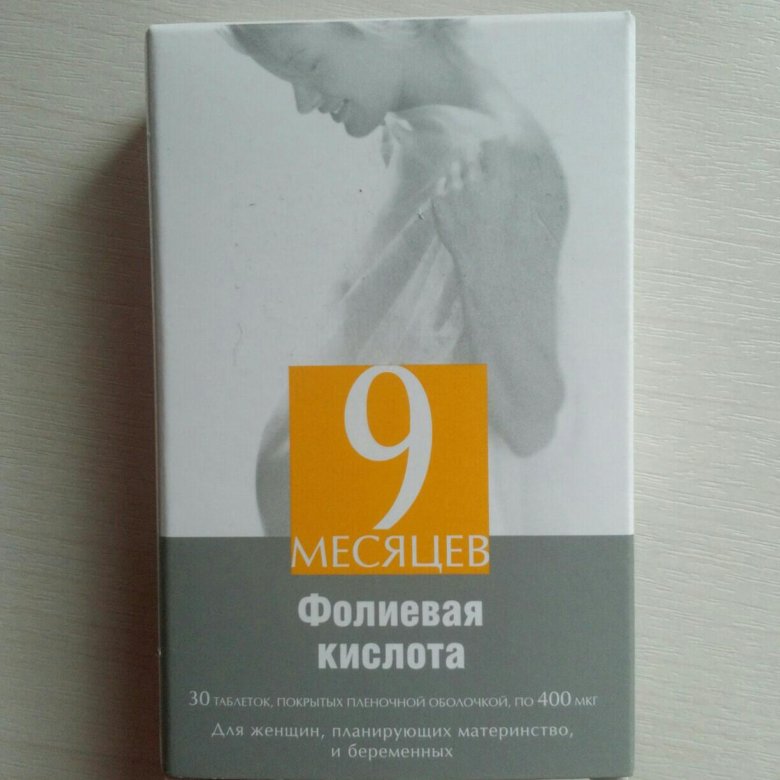 9
МЕСЯЦЕВ
Фолиевая
кислота
30 таблеток, покрытых пленочной оболочкой, по 400 мкг
Для женщин, планирующих материнство,
и беременных